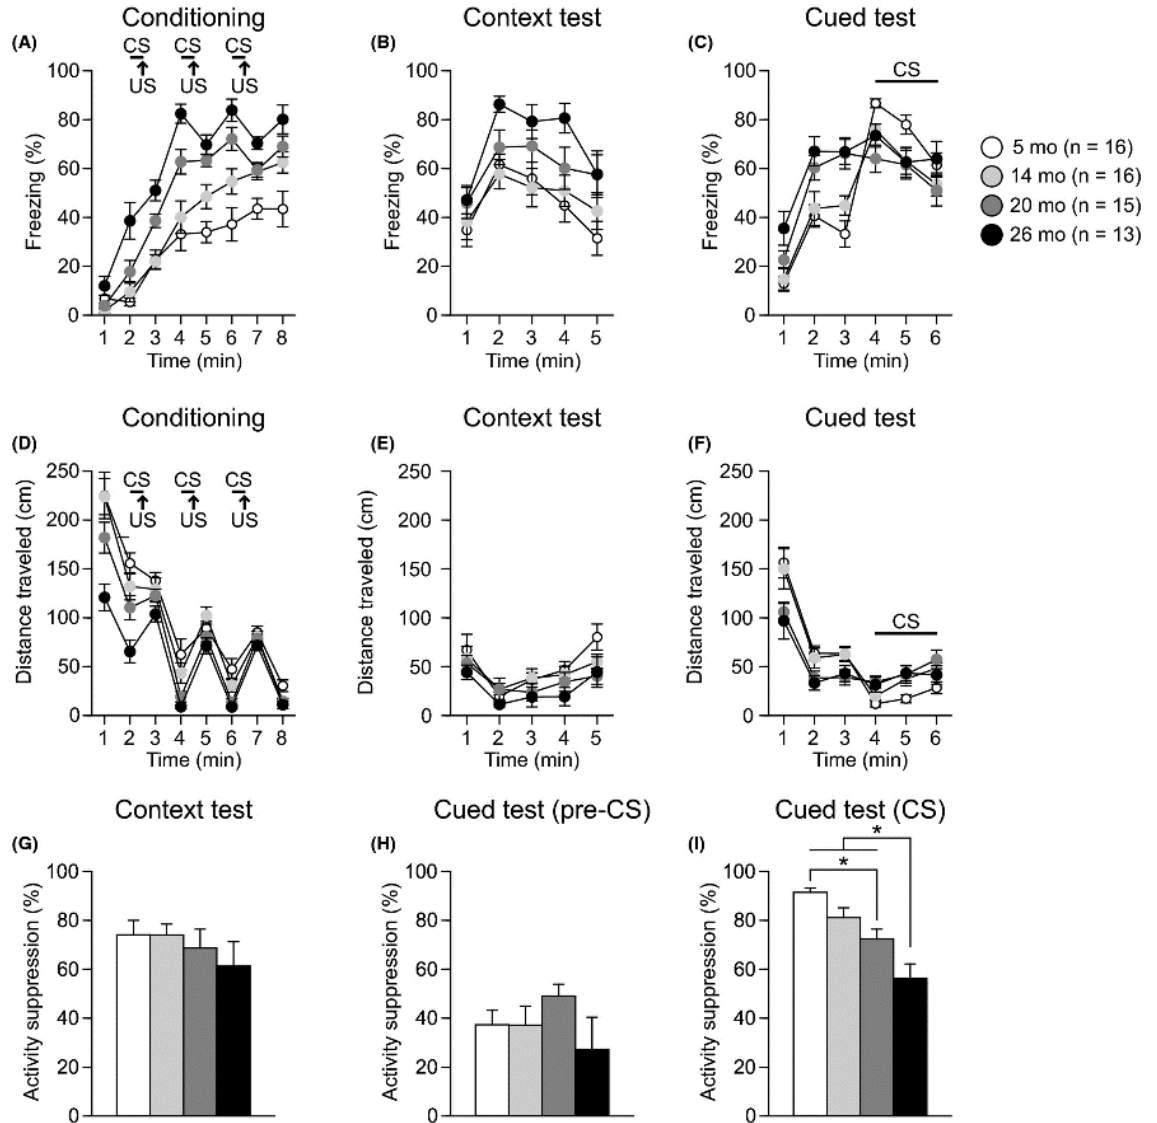 Conditioning
Context test
Cued test
(A)
(B)
(C)
CS CS CS
US US US
100
80
60
40
20
0
Freezing (%)
1 2 3 4 5 6 7 8
Time (min)
100
80
60
40
20
0
Freezing (%)
1 2 3 4 5
Time (min)
CS
100
80
60
40
20
0
Freezing (%)
1 2 3 4 5 6
Time (min)
5 mo (n = 16)
14 mo (n = 16)
20 mo (n = 15)
26 mo (n = 13)
Conditioning
Context test
Cued test
(D)
(E)
(F)
CS CS CS
US US US
250
200
150
100
50
0
Distance traveled (cm)
1 2 3 4 5 6 7 8
Time (min)
250
200
150
100
50
0
Distance traveled (cm)
1 2 3 4 5
Time (min)
CS
250
200
150
100
50
0
Distance traveled (cm)
1 2 3 4 5 6
Time (min)
Context test
Cued test (pre-CS)
Cued test (CS)
(G)
(H)
(I)
100
80
60
40
20
0
Activity suppression (%)
100
80
60
40
20
0
Activity suppression (%)
*
*
100
80
60
40
20
0
Activity suppression (%)